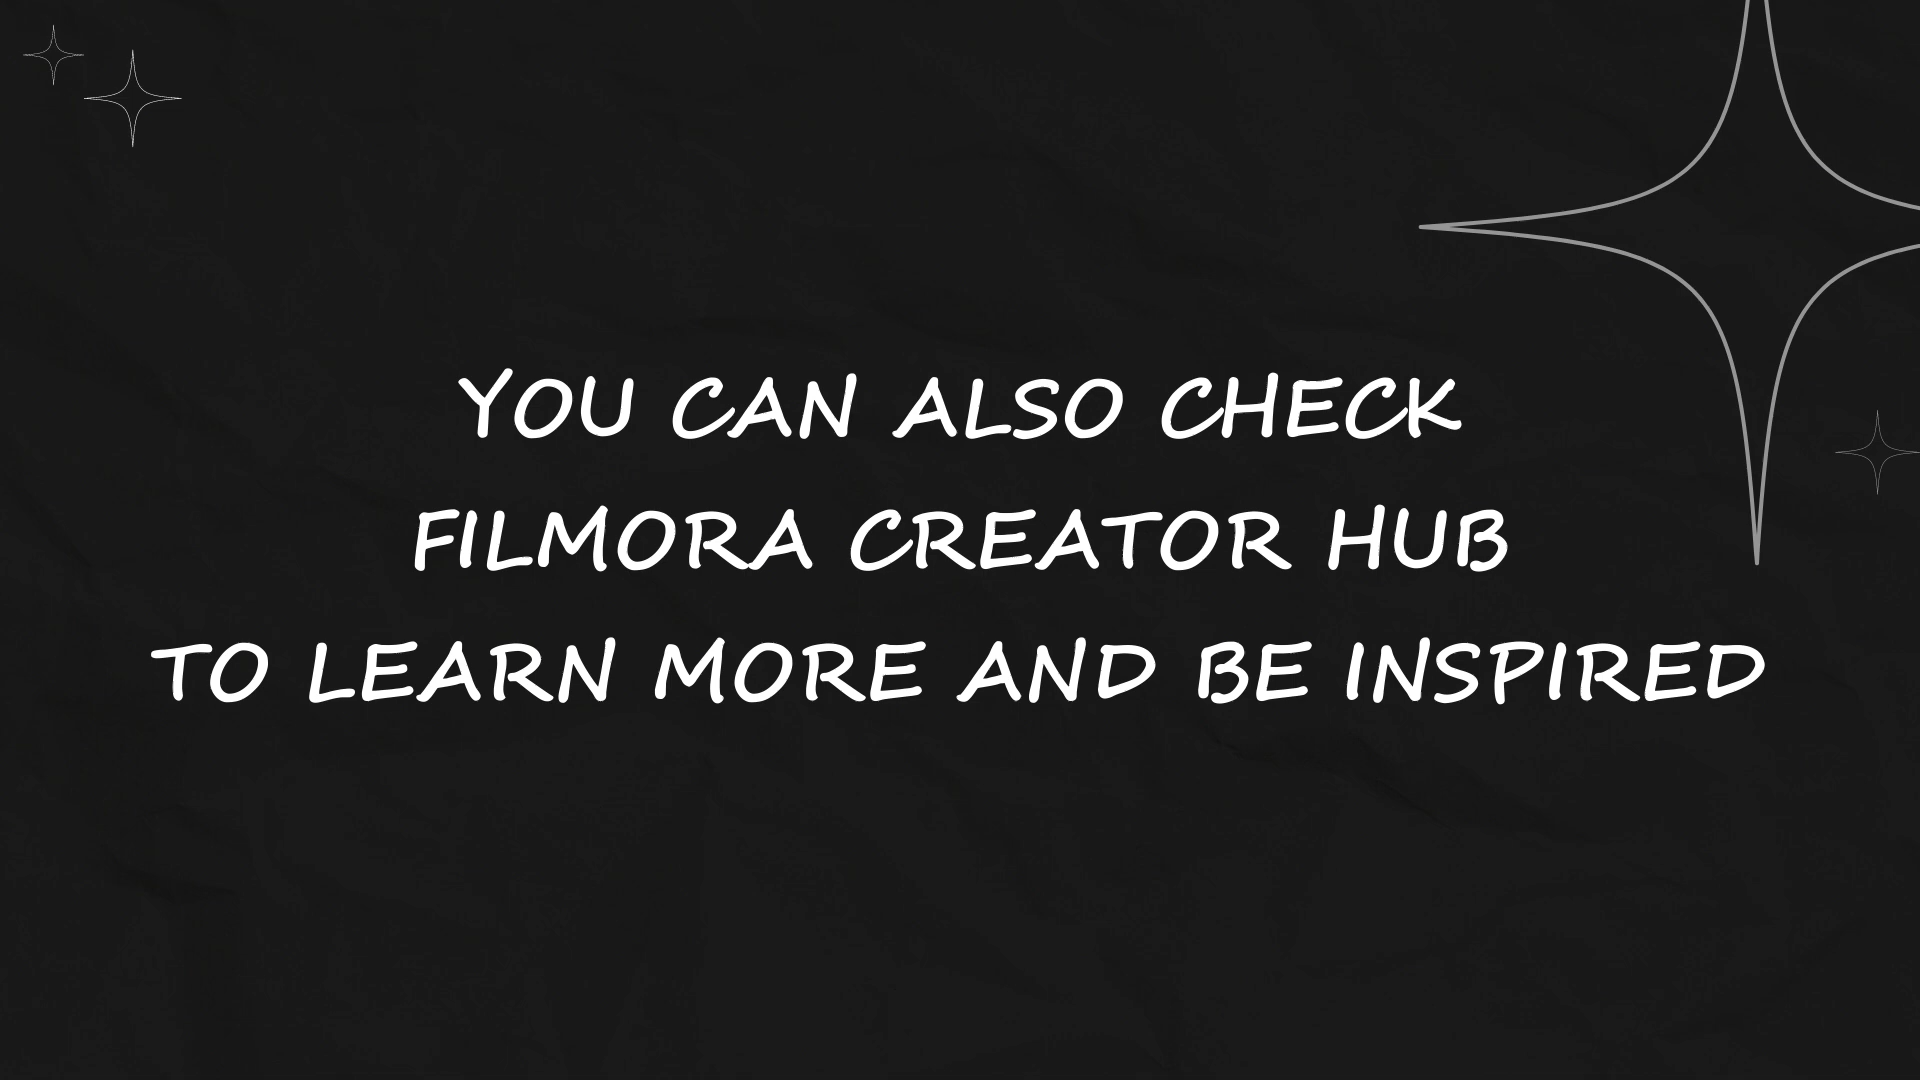 YOU CAN ALSO CHECK
FILMORA CREATOR HUB
TO LEARN MORE AND BE INSPIRED